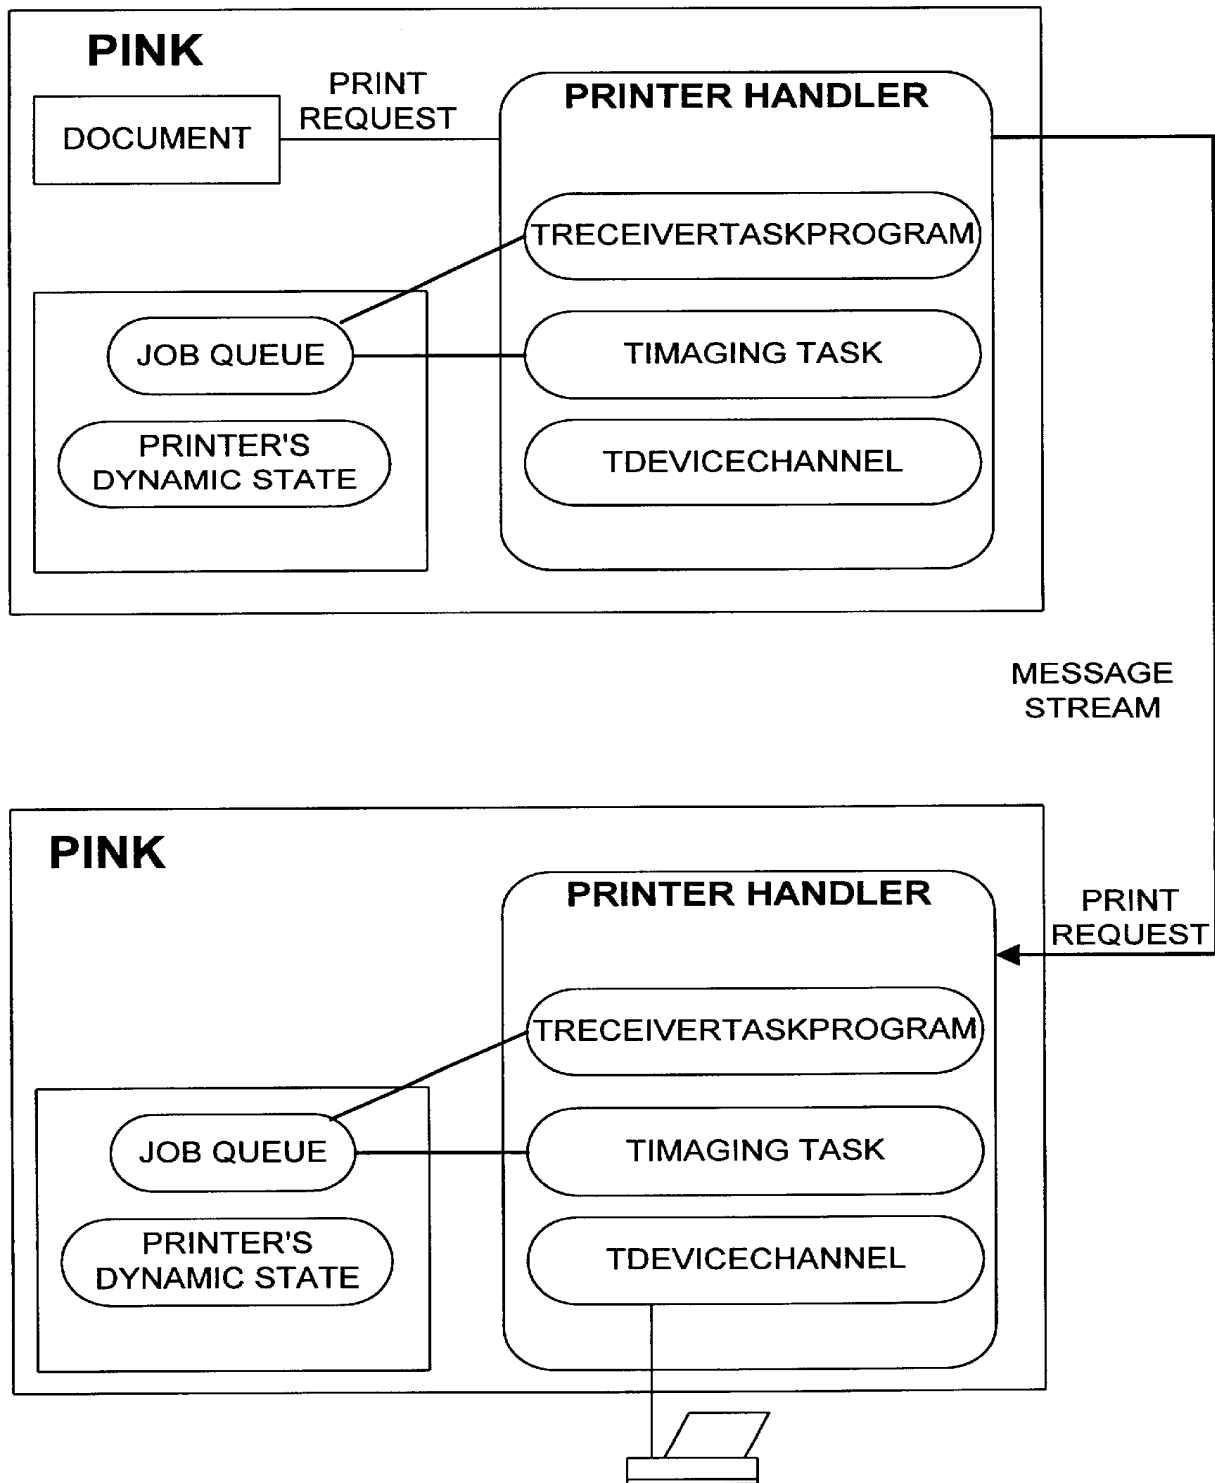 PINK
PRINT
REQUEST
PRINTER HANDLER
DOCUMENT
TRECEIVERTASKPROGRAM
JOB QUEUE
TIMAGING TASK
PRINTER'S
DYNAMIC STATE
TDEVICECHANNEL
MESSAGE
STREAM
PINK
PRINTER HANDLER
PRINT
REQUEST
TRECEIVERTASKPROGRAM
JOB QUEUE
TIMAGING TASK
PRINTER'S
DYNAMIC STATE
TDEVICECHANNEL